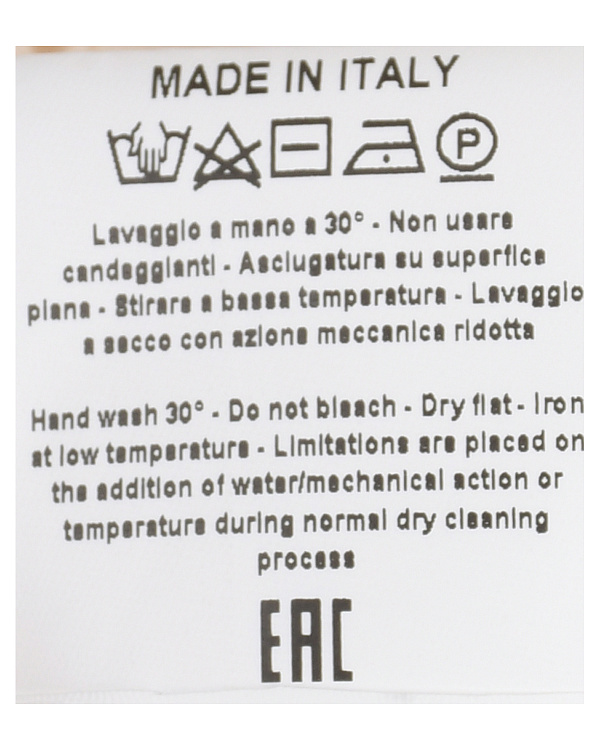 MADE IN ITALY
P
Lavaggio a mano a 30° - Non usare
candeggianti - Asciugatura su superfice
piana - Stirare a bassa temperatura - Lavaggio
a secco con azione meccanica ridotta
Hand wash 30° - Do not bleach - Dry flat - Iron
at low temperature - Limitations are placed on
the addition of water/mechanical action or
temperature during normal dry cleaning
process
EAC